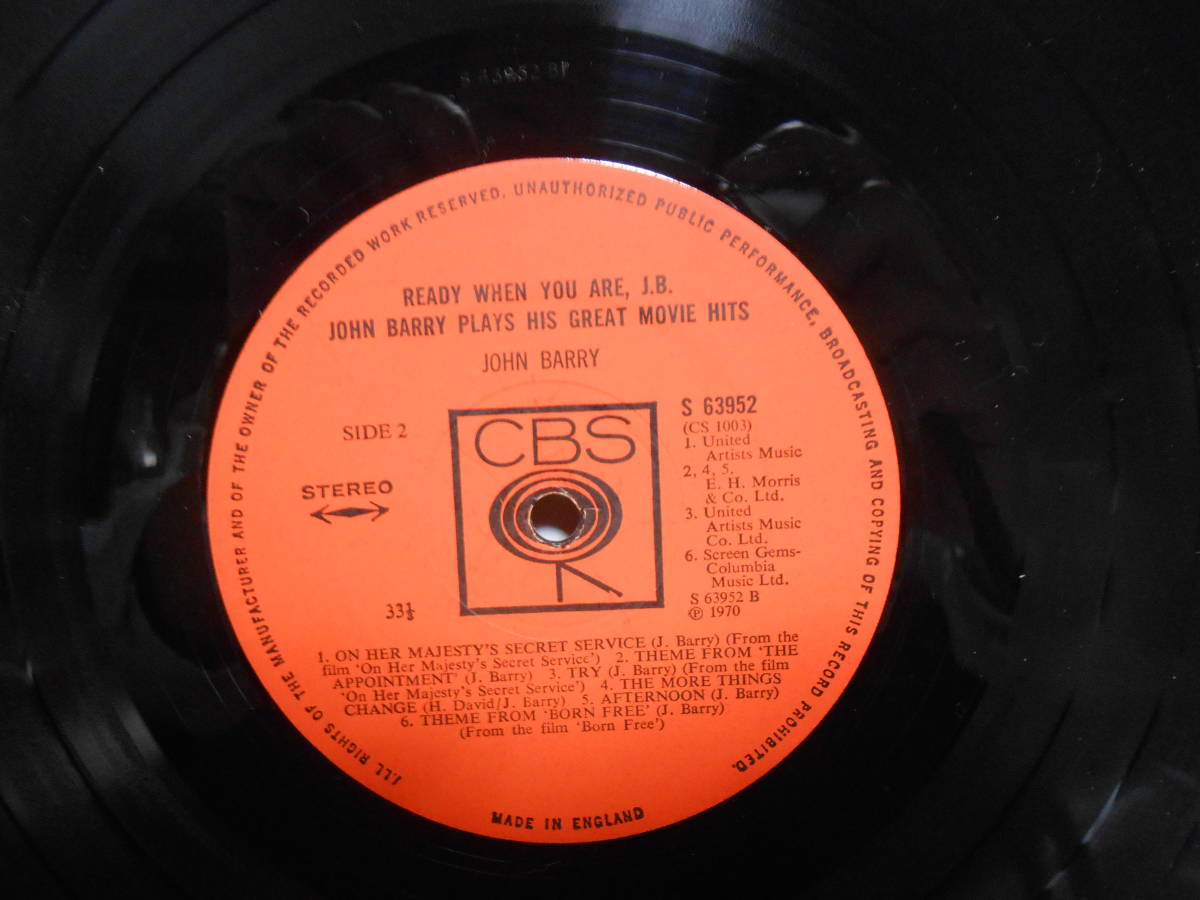 S 63952 BP
ALL RIGHTS OF THE MANUFACTURER AND OF THE OWNER OF THE RECORDED WORK RESERVED. UNAUTHORIZED PUBLIC PERFORMANCE, BROADCASTING AND COPYING OF THIS RECORD PROHIBITED.
READY WHEN YOU ARE, J.B.
JOHN BARRY PLAYS HIS GREAT MOVIE HITS
JOHN BARRY
SIDE 2
STEREO
33⅓
CBS
S 63952
(CS 1003)
1. United
Artists Music
2, 4, 5.
E. H. Morris
& Co. Ltd.
3. United
Artists Music
Co. Ltd.
6. Screen Gems-
Columbia
Music Ltd.
S 63952 B
℗ 1970
1. ON HER MAJESTY'S SECRET SERVICE (J. Barry) (From the
film 'On Her Majesty's Secret Service') 2. THEME FROM 'THE
APPOINTMENT' (J. Barry) 3. TRY (J. Barry) (From the film
'On Her Majesty's Secret Service') 4. THE MORE THINGS
CHANGE (H. David/J. Barry) 5. AFTERNOON (J. Barry)
6. THEME FROM 'BORN FREE' (J. Barry)
(From the film 'Born Free')
MADE IN ENGLAND